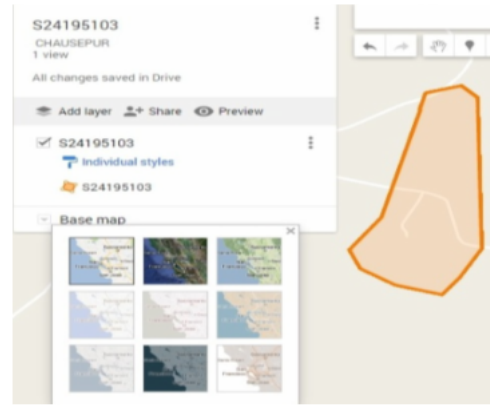 S24195103
CHAUSEPUR
1 view
All changes saved in Drive
Add layer Share Preview
S24195103
Individual styles
S24195103
Base map